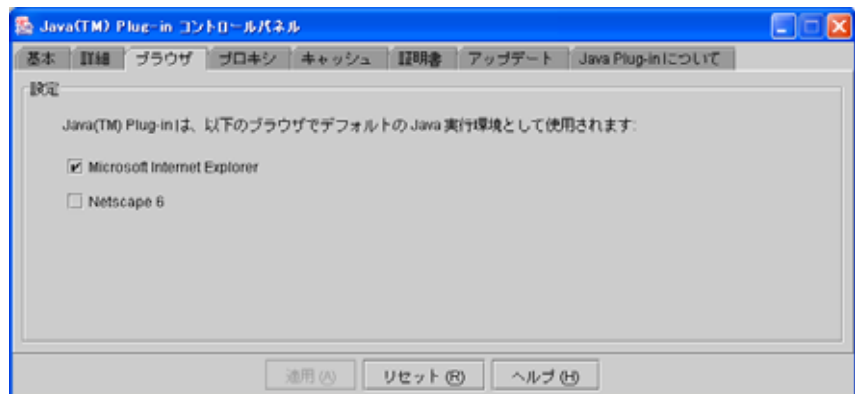 Java(TM) Plug-in コントロールパネル
基本 詳細 ブラウザ プロキシ キャッシュ 証明書 アップデート Java Plug-inについて
設定
Java(TM) Plug-inは、以下のブラウザでデフォルトの Java 実行環境として使用されます:
Microsoft Internet Explorer
Netscape 6
適用 (A) リセット (R) ヘルプ (H)